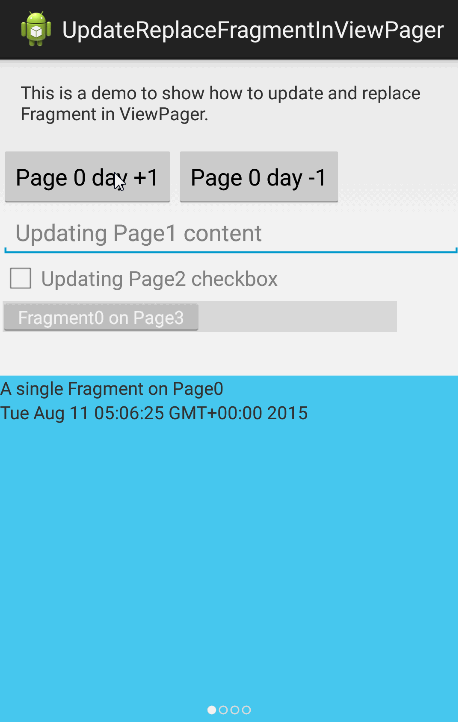 UpdateReplaceFragmentInViewPager
This is a demo to show how to update and replace
Fragment in ViewPager.
Page 0 day +1
Page 0 day -1
Updating Page1 content
Updating Page2 checkbox
Fragment0 on Page3
A single Fragment on Page0
Tue Aug 11 05:06:25 GMT+00:00 2015